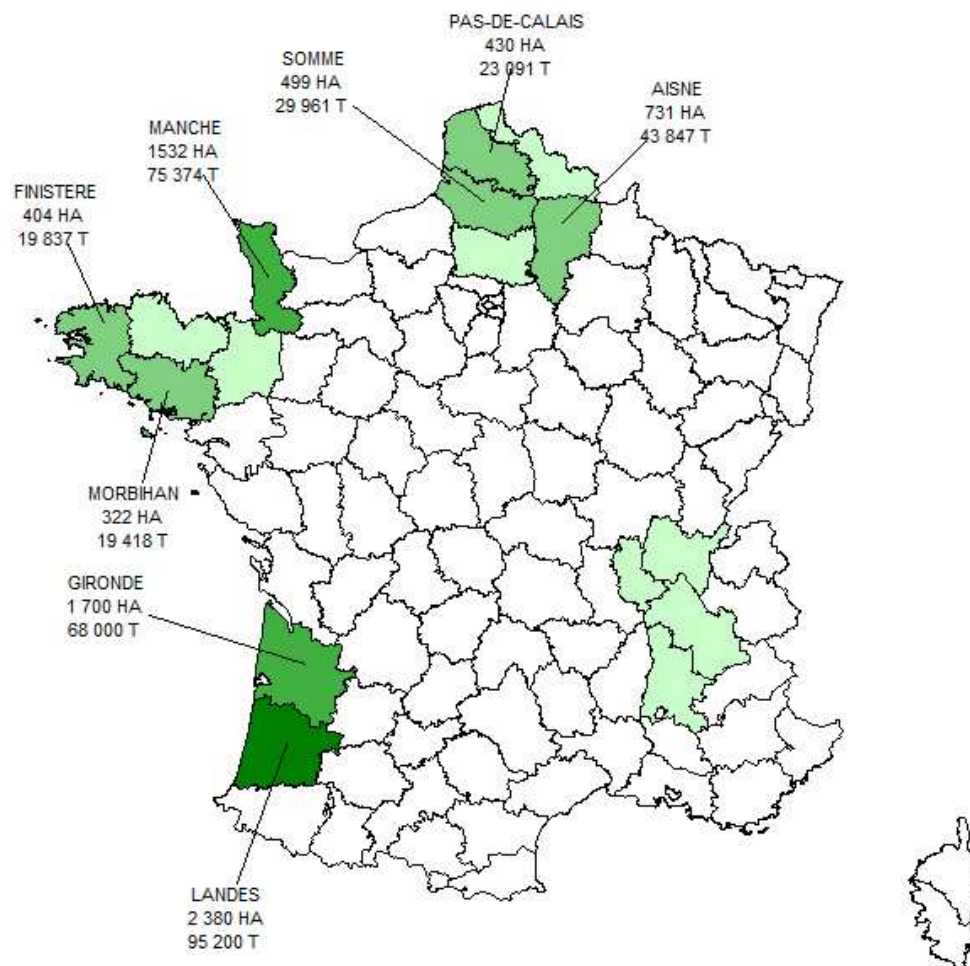 PAS-DE-CALAIS
430 HA
23 091 T
SOMME
499 HA
29 961 T
AISNE
731 HA
43 847 T
MANCHE
1532 HA
75 374 T
FINISTERE
404 HA
19 837 T
MORBIHAN
322 HA
19 418 T
GIRONDE
1 700 HA
68 000 T
LANDES
2 380 HA
95 200 T